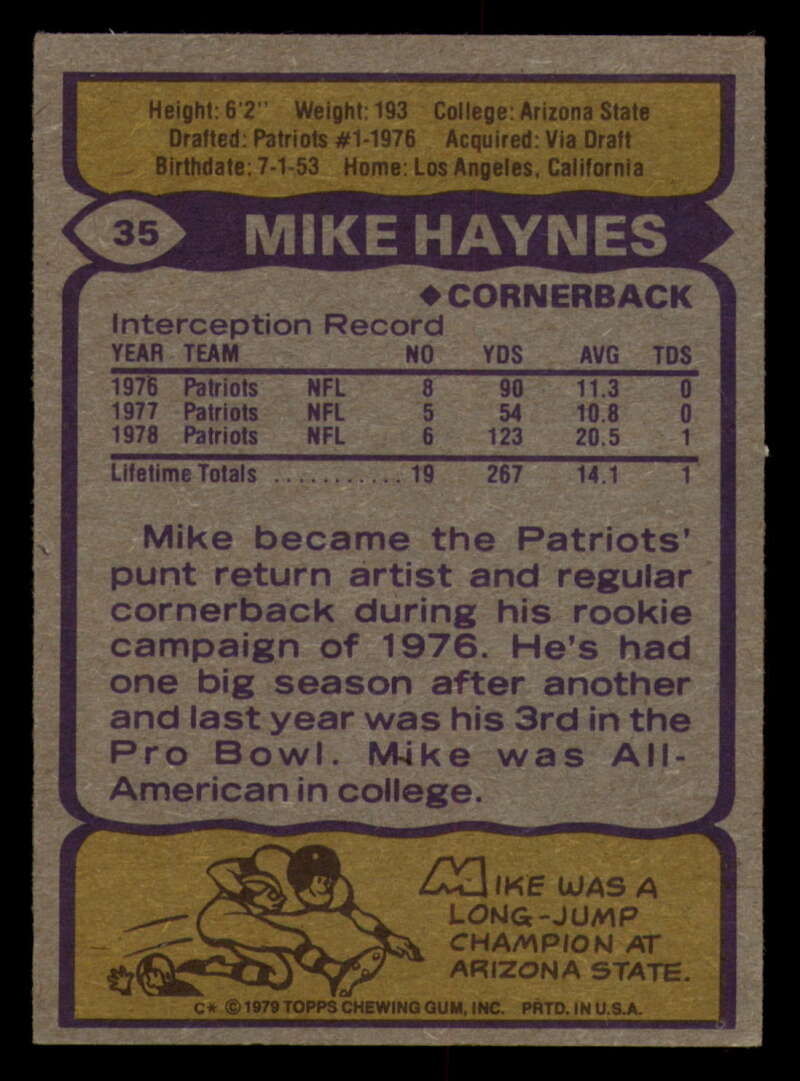 Height: 6'2" Weight: 193 College: Arizona State
Drafted: Patriots #1-1976 Acquired: Via Draft
Birthdate: 7-1-53 Home: Los Angeles, California
35 MIKE HAYNES
◆CORNERBACK
Interception Record
YEAR TEAM NO YDS AVG TDS
1976 Patriots NFL 8 90 11.3 0
1977 Patriots NFL 5 54 10.8 0
1978 Patriots NFL 6 123 20.5 1
Lifetime Totals ........... 19 267 14.1 1
Mike became the Patriots'
punt return artist and regular
cornerback during his rookie
campaign of 1976. He's had
one big season after another
and last year was his 3rd in the
Pro Bowl. Mike was All-
American in college.
MIKE WAS A
LONG-JUMP
CHAMPION AT
ARIZONA STATE.
C* © 1979 TOPPS CHEWING GUM, INC. PRTD. IN U.S.A.